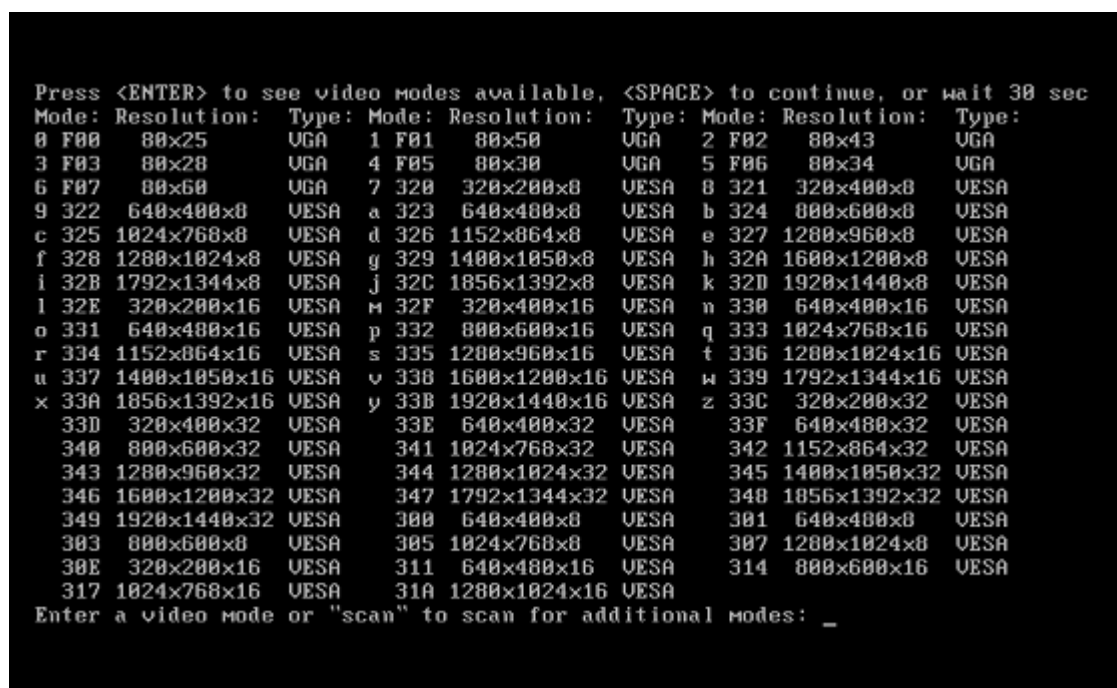 Press <ENTER> to see video modes available, <SPACE> to continue, or wait 30 sec
Mode: Resolution:  Type: Mode: Resolution:  Type: Mode: Resolution:  Type:
0 F00   80x25      VGA   1 F01   80x50      VGA   2 F02   80x43      VGA
3 F03   80x28      VGA   4 F05   80x30      VGA   5 F06   80x34      VGA
6 F07   80x60      VGA   7 320  320x200x8   VESA  8 321  320x400x8   VESA
9 322  640x400x8   VESA  a 323  640x480x8   VESA  b 324  800x600x8   VESA
c 325 1024x768x8   VESA  d 326 1152x864x8   VESA  e 327 1280x960x8   VESA
f 328 1280x1024x8  VESA  g 329 1400x1050x8  VESA  h 32A 1600x1200x8  VESA
i 32B 1792x1344x8  VESA  j 32C 1856x1392x8  VESA  k 32D 1920x1440x8  VESA
l 32E  320x200x16  VESA  m 32F  320x400x16  VESA  n 330  640x400x16  VESA
o 331  640x480x16  VESA  p 332  800x600x16  VESA  q 333 1024x768x16  VESA
r 334 1152x864x16  VESA  s 335 1280x960x16  VESA  t 336 1280x1024x16 VESA
u 337 1400x1050x16 VESA  v 338 1600x1200x16 VESA  w 339 1792x1344x16 VESA
x 33A 1856x1392x16 VESA  y 33B 1920x1440x16 VESA  z 33C  320x200x32  VESA
33D  320x400x32  VESA    33E  640x400x32  VESA    33F  640x480x32  VESA
340  800x600x32  VESA    341 1024x768x32  VESA    342 1152x864x32  VESA
343 1280x960x32  VESA    344 1280x1024x32 VESA    345 1400x1050x32 VESA
346 1600x1200x32 VESA    347 1792x1344x32 VESA    348 1856x1392x32 VESA
349 1920x1440x32 VESA    300  640x400x8   VESA    301  640x480x8   VESA
303  800x600x8   VESA    305 1024x768x8   VESA    307 1280x1024x8  VESA
30E  320x200x16  VESA    311  640x480x16  VESA    314  800x600x16  VESA
317 1024x768x16  VESA    31A 1280x1024x16 VESA
Enter a video mode or "scan" to scan for additional modes: _